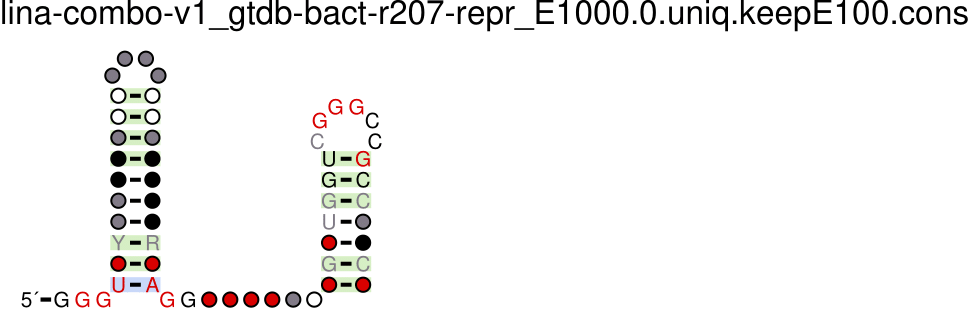 lina-combo-v1_gtdb-bact-r207-repr_E1000.0.uniq.keepE100.cons
G G
G C
C C
U G
G C
G C
U
Y R
G C
U A
5´ G G G G G